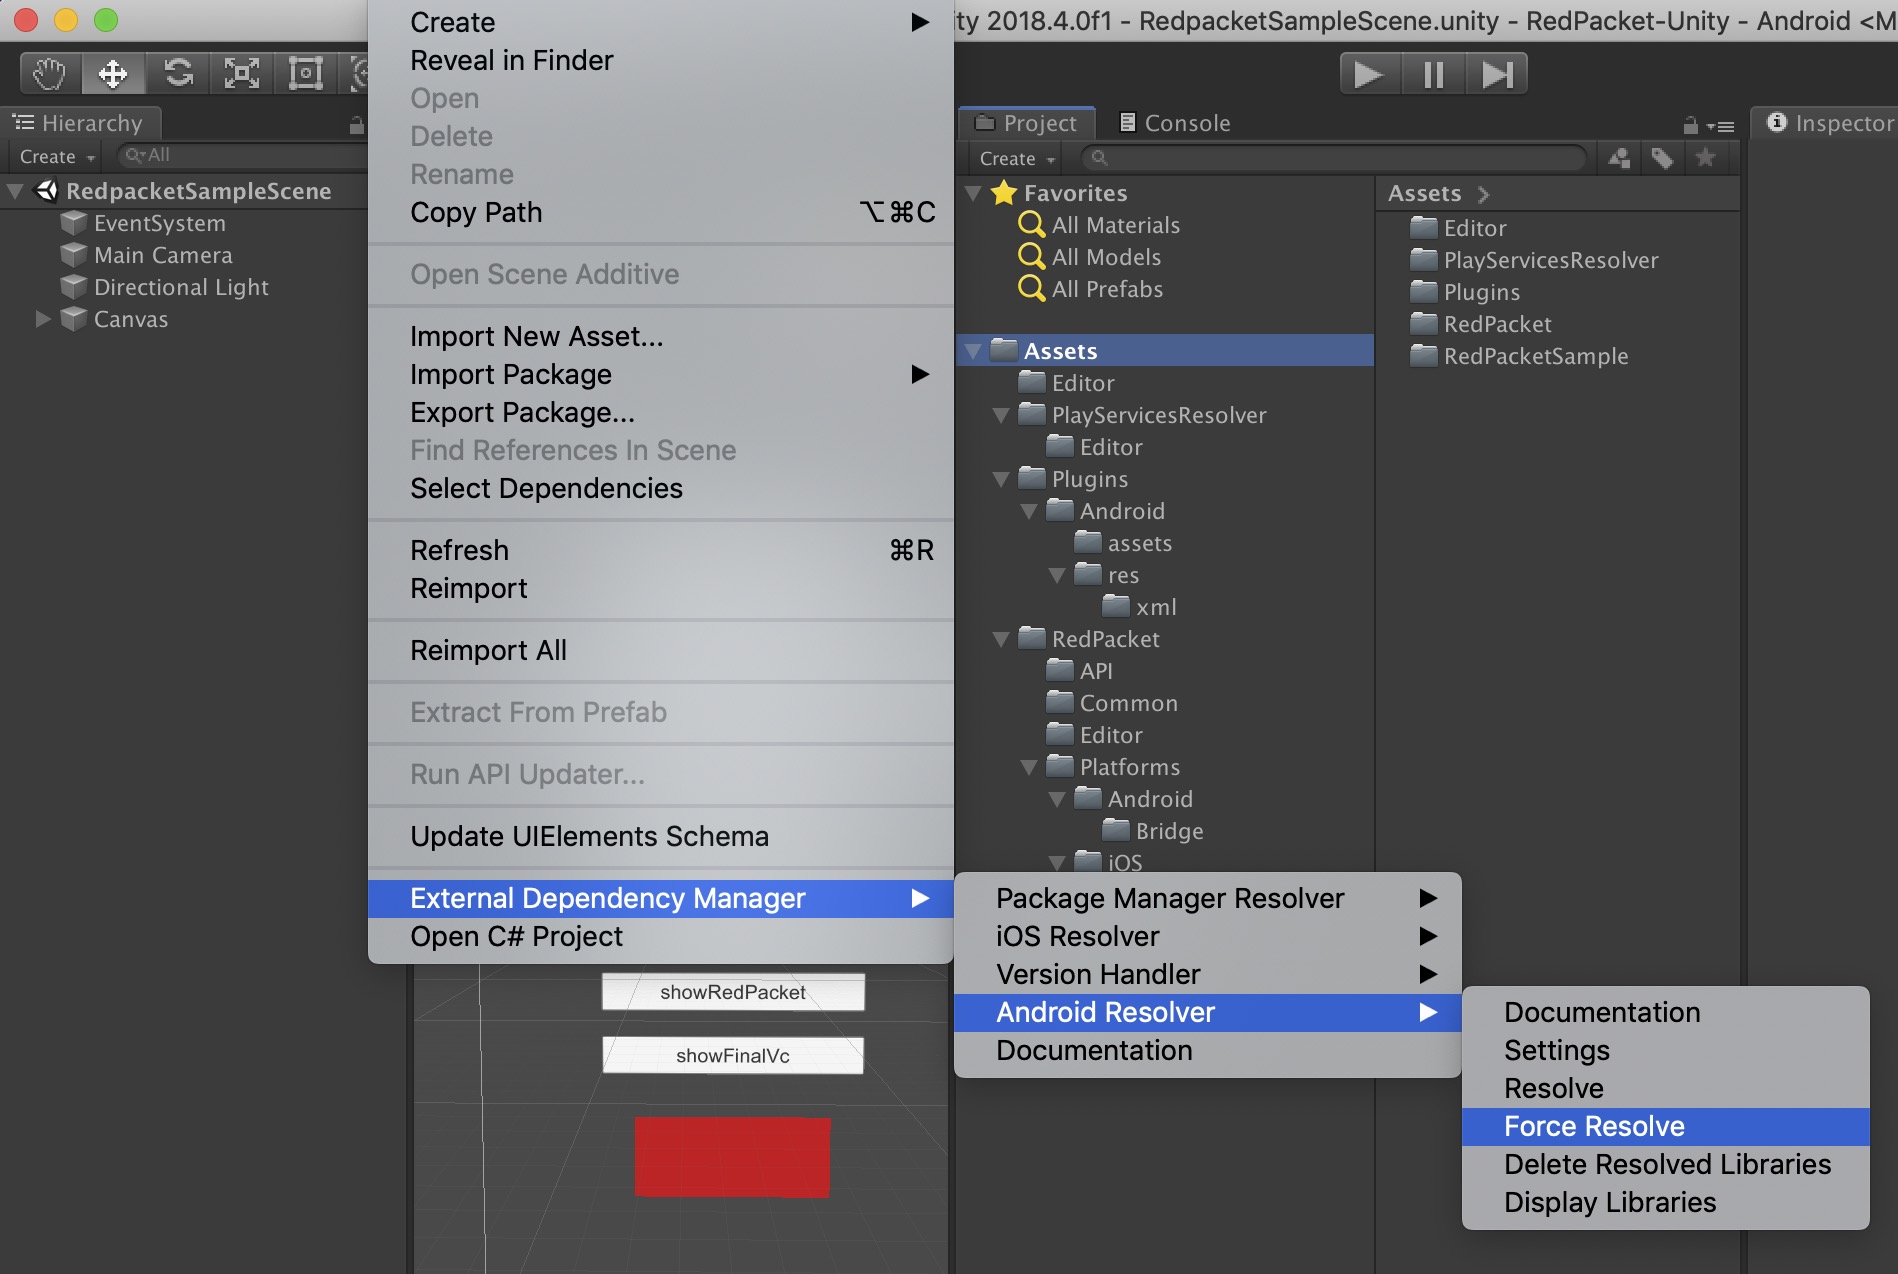 ity 2018.4.0f1 - RedpacketSampleScene.unity - RedPacket-Unity - Android <M
Create
Reveal in Finder
Open
Delete
Rename
Copy Path ⌥⌘C
Open Scene Additive
Import New Asset...
Import Package
Export Package...
Find References In Scene
Select Dependencies
Refresh ⌘R
Reimport
Reimport All
Extract From Prefab
Run API Updater...
Update UIElements Schema
External Dependency Manager
Open C# Project
Hierarchy
Create
All
RedpacketSampleScene
EventSystem
Main Camera
Directional Light
Canvas
showRedPacket
showFinalVc
Project
Console
Create
Favorites
All Materials
All Models
All Prefabs
Assets
Editor
PlayServicesResolver
Editor
Plugins
Android
assets
res
xml
RedPacket
API
Common
Editor
Platforms
Android
Bridge
iOS
Assets
Editor
PlayServicesResolver
Plugins
RedPacket
RedPacketSample
Inspector
Package Manager Resolver
iOS Resolver
Version Handler
Android Resolver
Documentation
Documentation
Settings
Resolve
Force Resolve
Delete Resolved Libraries
Display Libraries